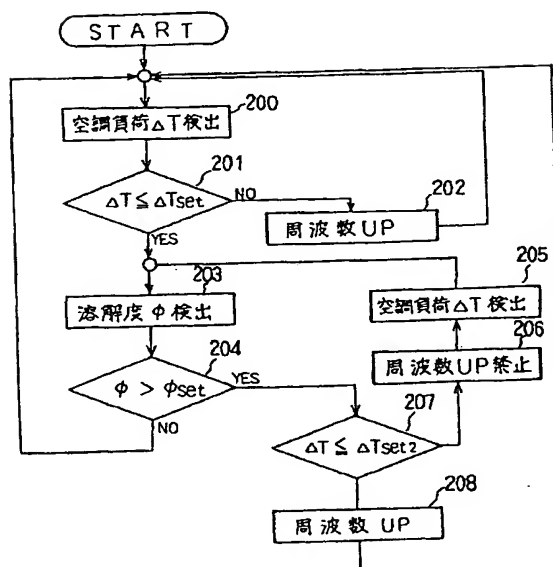 START
200
空調負荷ΔT検出
201
ΔT≦ΔTset
NO
202
周波数UP
YES
203
溶解度φ検出
205
空調負荷ΔT検出
206
周波数UP禁止
204
φ>φset
YES
NO
207
ΔT≦ΔTset2
208
周波数UP